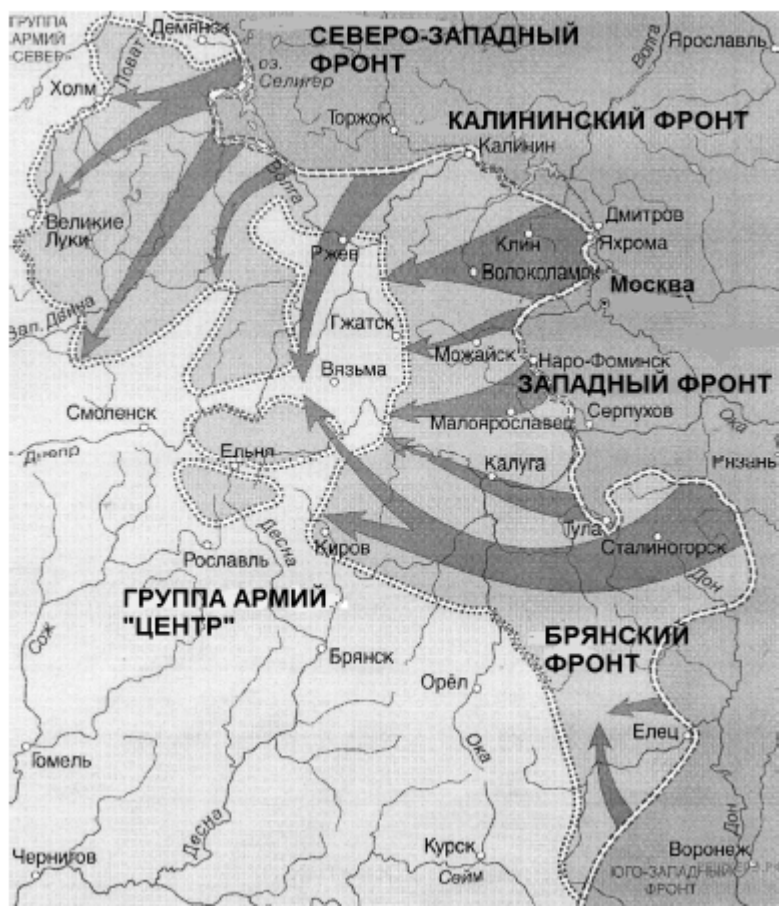 ГРУППА
АРМИЙ
«СЕВЕР»
Демянск
СЕВЕРО-ЗАПАДНЫЙ
ФРОНТ
Волга
Ярославль
Ловат
оз.
Селигер
Холм
Торжок
КАЛИНИНСКИЙ ФРОНТ
Калинин
Волга
Великие
Луки
Дмитров
Яхрома
Клин
Ржев
Волоколамск
Москва
Зап. Двина
Гжатск
Можайск
Наро-Фоминск
Вязьма
ЗАПАДНЫЙ ФРОНТ
Смоленск
Малоярославец
Серпухов
Ока
Днепр
Ельня
Калуга
Рязань
Десна
Тула
Киров
Сталиногорск
Рославль
Дон
ГРУППА АРМИЙ
"ЦЕНТР"
Сож
БРЯНСКИЙ
ФРОНТ
Брянск
Орёл
Елец
Гомель
Ока
Десна
Дон
Курск
Воронеж
Чернигов
Сейм
ЮГО-ЗАПАДНЫЙ
ФРОНТ